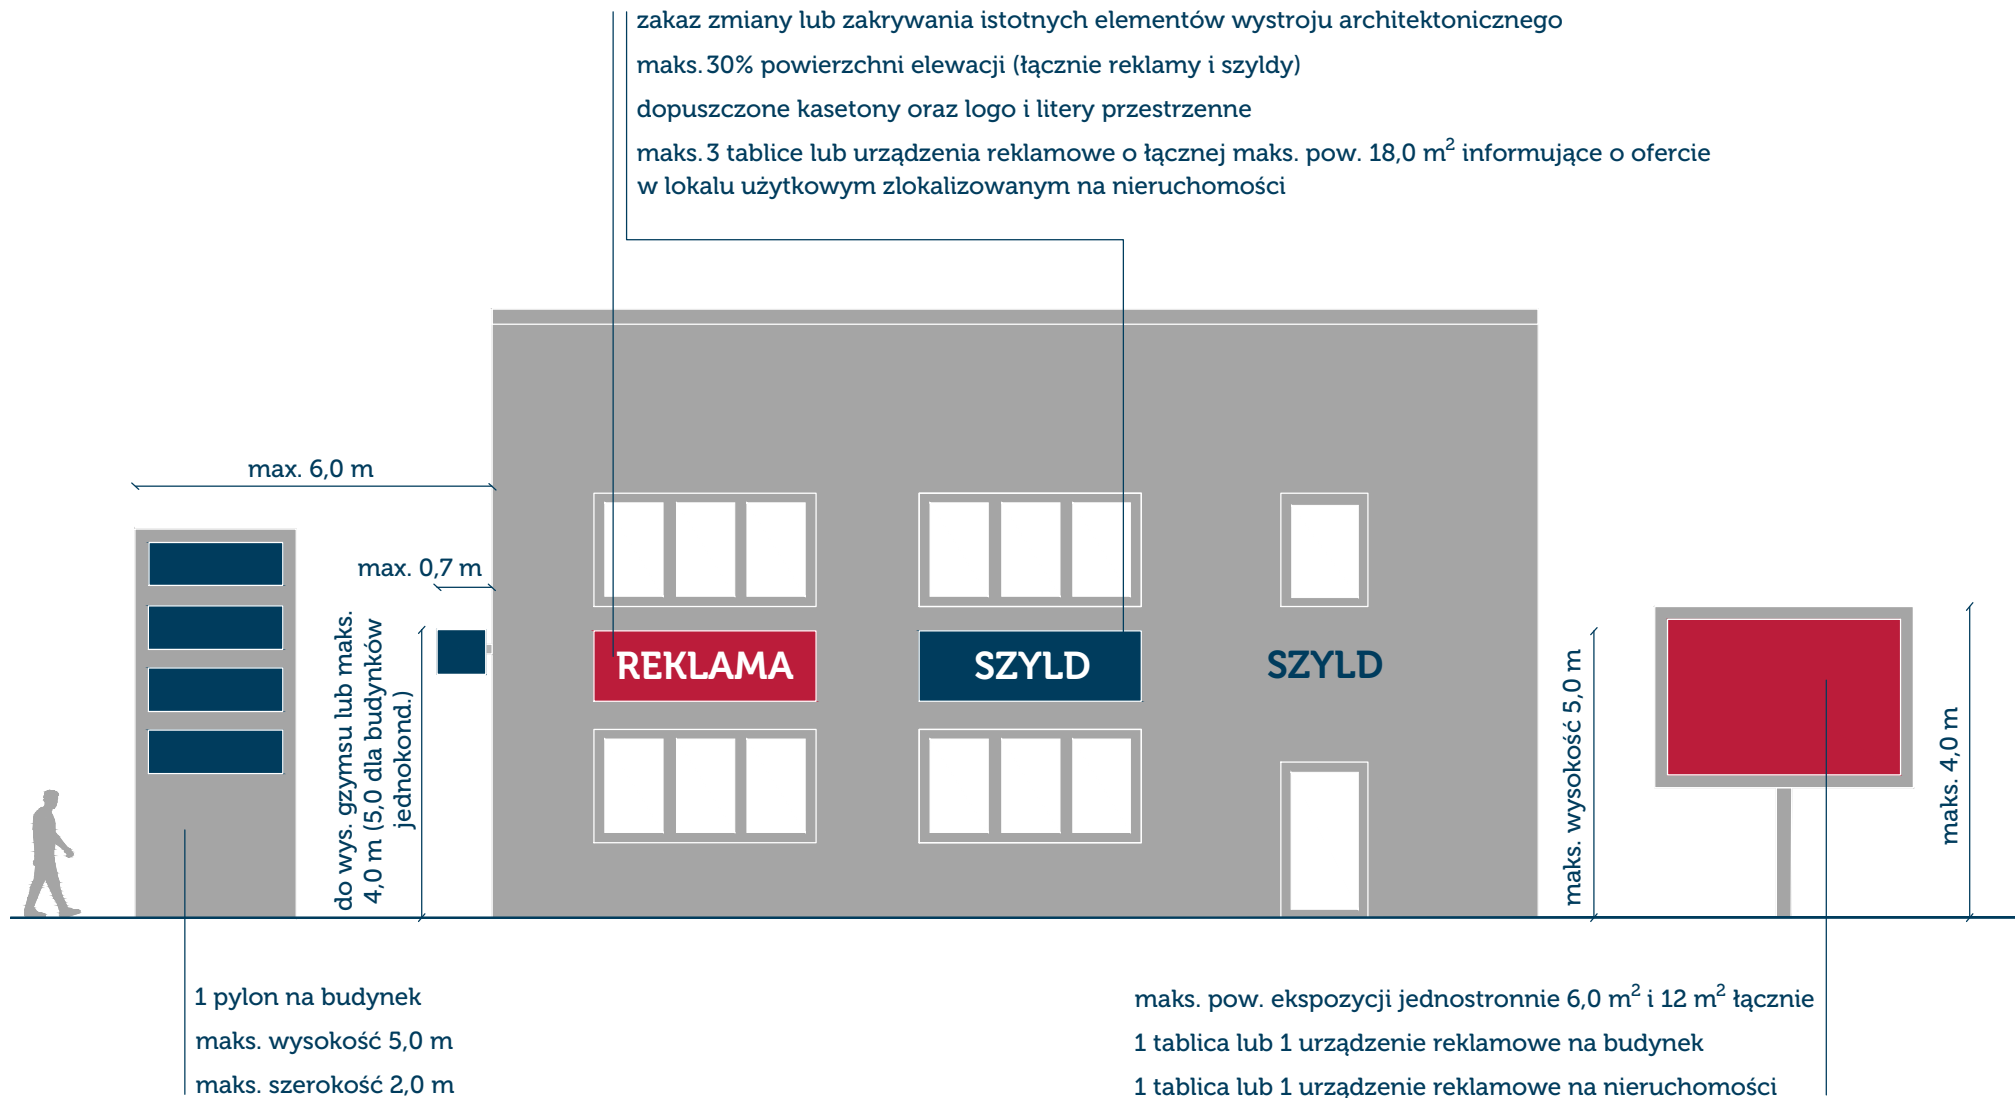 zakaz zmiany lub zakrywania istotnych elementów wystroju architektonicznego
maks. 30% powierzchni elewacji (łącznie reklamy i szyldy)
dopuszczone kasetony oraz logo i litery przestrzenne
maks. 3 tablice lub urządzenia reklamowe o łącznej maks. pow. 18,0 m² informujące o ofercie
w lokalu użytkowym zlokalizowanym na nieruchomości
max. 6,0 m
max. 0,7 m
do wys. gzymsu lub maks.
4,0 m (5,0 dla budynków
jednokond.)
REKLAMA
SZYLD
SZYLD
maks. wysokość 5,0 m
maks. 4,0 m
1 pylon na budynek
maks. wysokość 5,0 m
maks. szerokość 2,0 m
maks. pow. ekspozycji jednostronnie 6,0 m² i 12 m² łącznie
1 tablica lub 1 urządzenie reklamowe na budynek
1 tablica lub 1 urządzenie reklamowe na nieruchomości